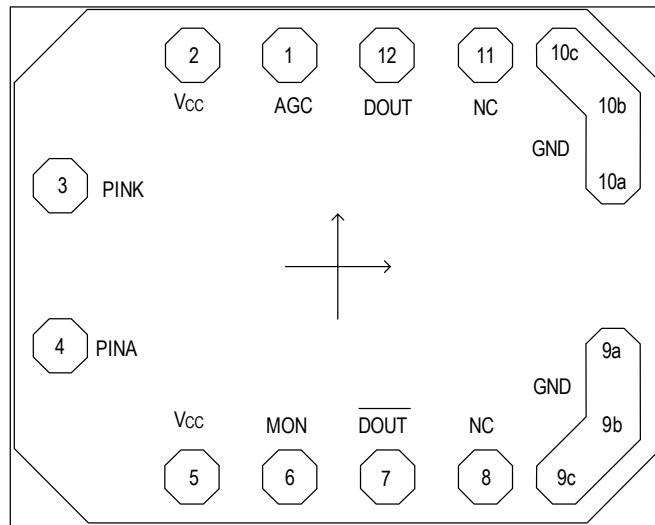 2 1 12 11 10c
VCC AGC DOUT NC 10b
GND
3 PINK 10a
4 PINA 9a
GND
VCC MON DOUT NC 9b
5 6 7 8 9c